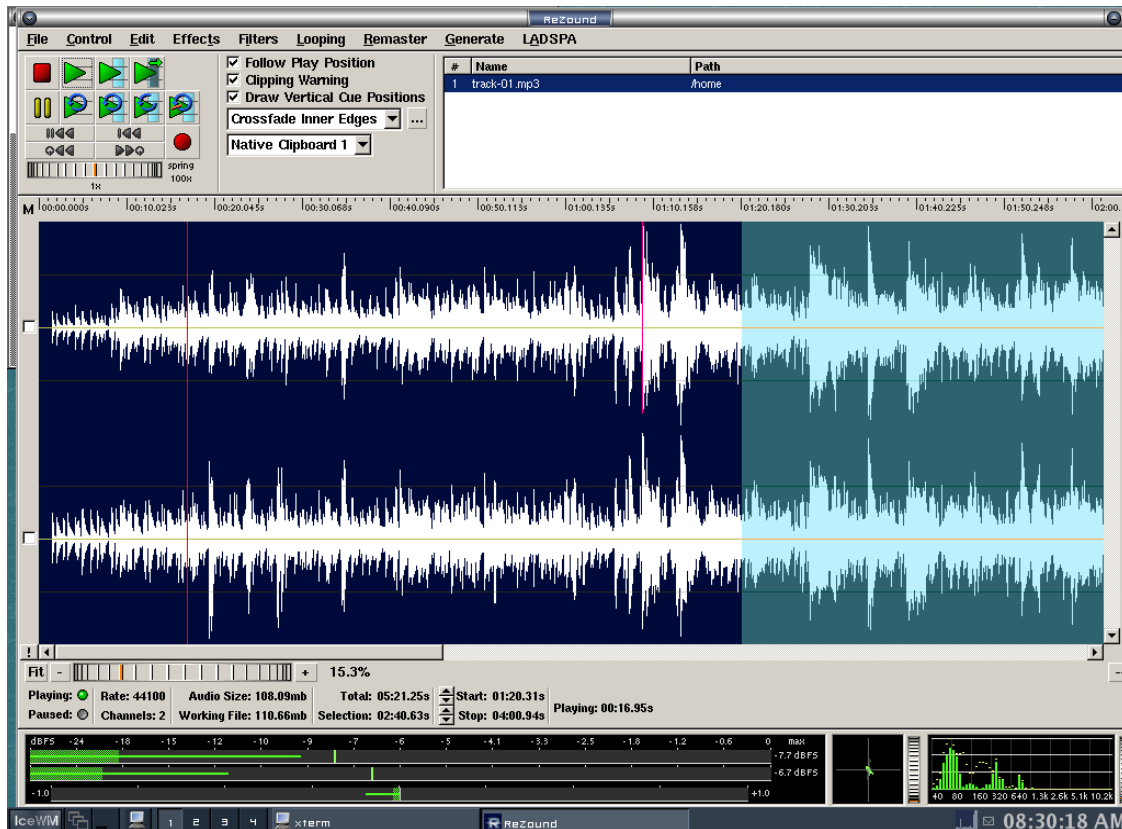 ReZound
File Control Edit Effects Filters Looping Remaster Generate LADSPA
Follow Play Position
Clipping Warning
Draw Vertical Cue Positions
Crossfade Inner Edges ...
Native Clipboard 1
spring
100x
1x
# Name Path
1 track-01.mp3 /home
M 00:00.000s 00:10.023s 00:20.045s 00:30.068s 00:40.090s 00:50.113s 01:00.135s 01:10.158s 01:20.180s 01:30.203s 01:40.225s 01:50.248s 02:00.
!
Fit - + 15.3%
Playing: Rate: 44100 Audio Size: 108.09mb Total: 05:21.25s Start: 01:20.31s
Playing: 00:16.95s
Paused: Channels: 2 Working File: 110.66mb Selection: 02:40.63s Stop: 04:00.94s
dBFS -24 -18 -15 -12 -10 -9 -7 -6 -5 -4.1 -3.3 -2.5 -1.8 -1.2 -0.6 0 max
-7.7 dBFS
-6.7 dBFS
-1.0 +1.0
40 80 160 320 640 1.3k 2.6k 5.1k 10.2k
IceWM 1 2 3 4 xterm ReZound 08:30:18 AM